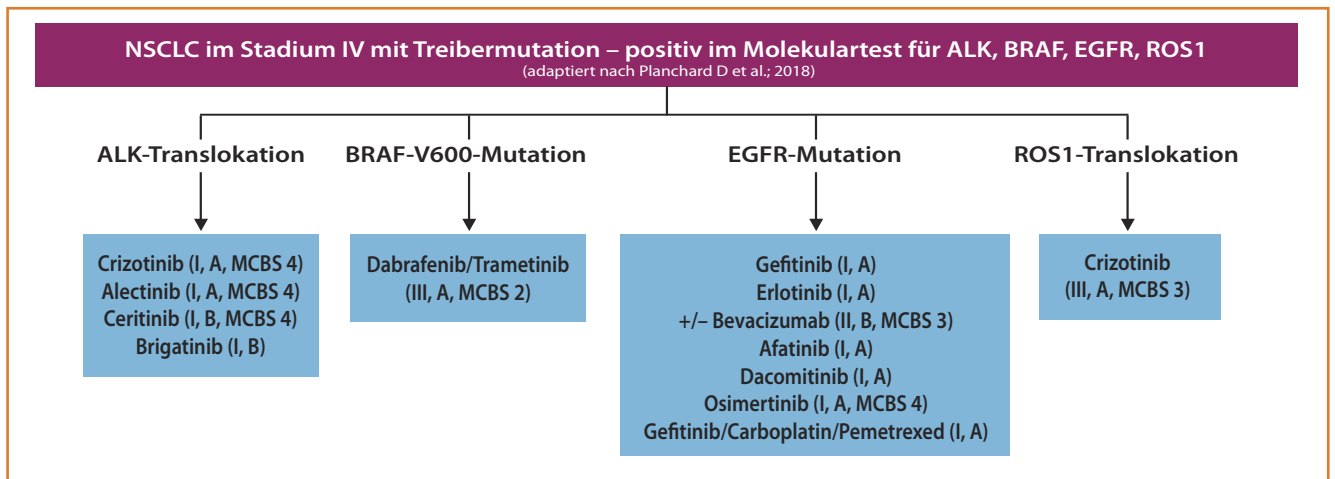 NSCLC im Stadium IV mit Treibermutation – positiv im Molekulartest für ALK, BRAF, EGFR, ROS1
(adaptiert nach Planchard D et al.; 2018)
ALK-Translokation
Crizotinib (I, A, MCBS 4)
Alectinib (I, A, MCBS 4)
Ceritinib (I, B, MCBS 4)
Brigatinib (I, B)
BRAF-V600-Mutation
Dabrafenib/Trametinib
(III, A, MCBS 2)
EGFR-Mutation
Gefitinib (I, A)
Erlotinib (I, A)
+/– Bevacizumab (II, B, MCBS 3)
Afatinib (I, A)
Dacomitinib (I, A)
Osimertinib (I, A, MCBS 4)
Gefitinib/Carboplatin/Pemetrexed (I, A)
ROS1-Translokation
Crizotinib
(III, A, MCBS 3)